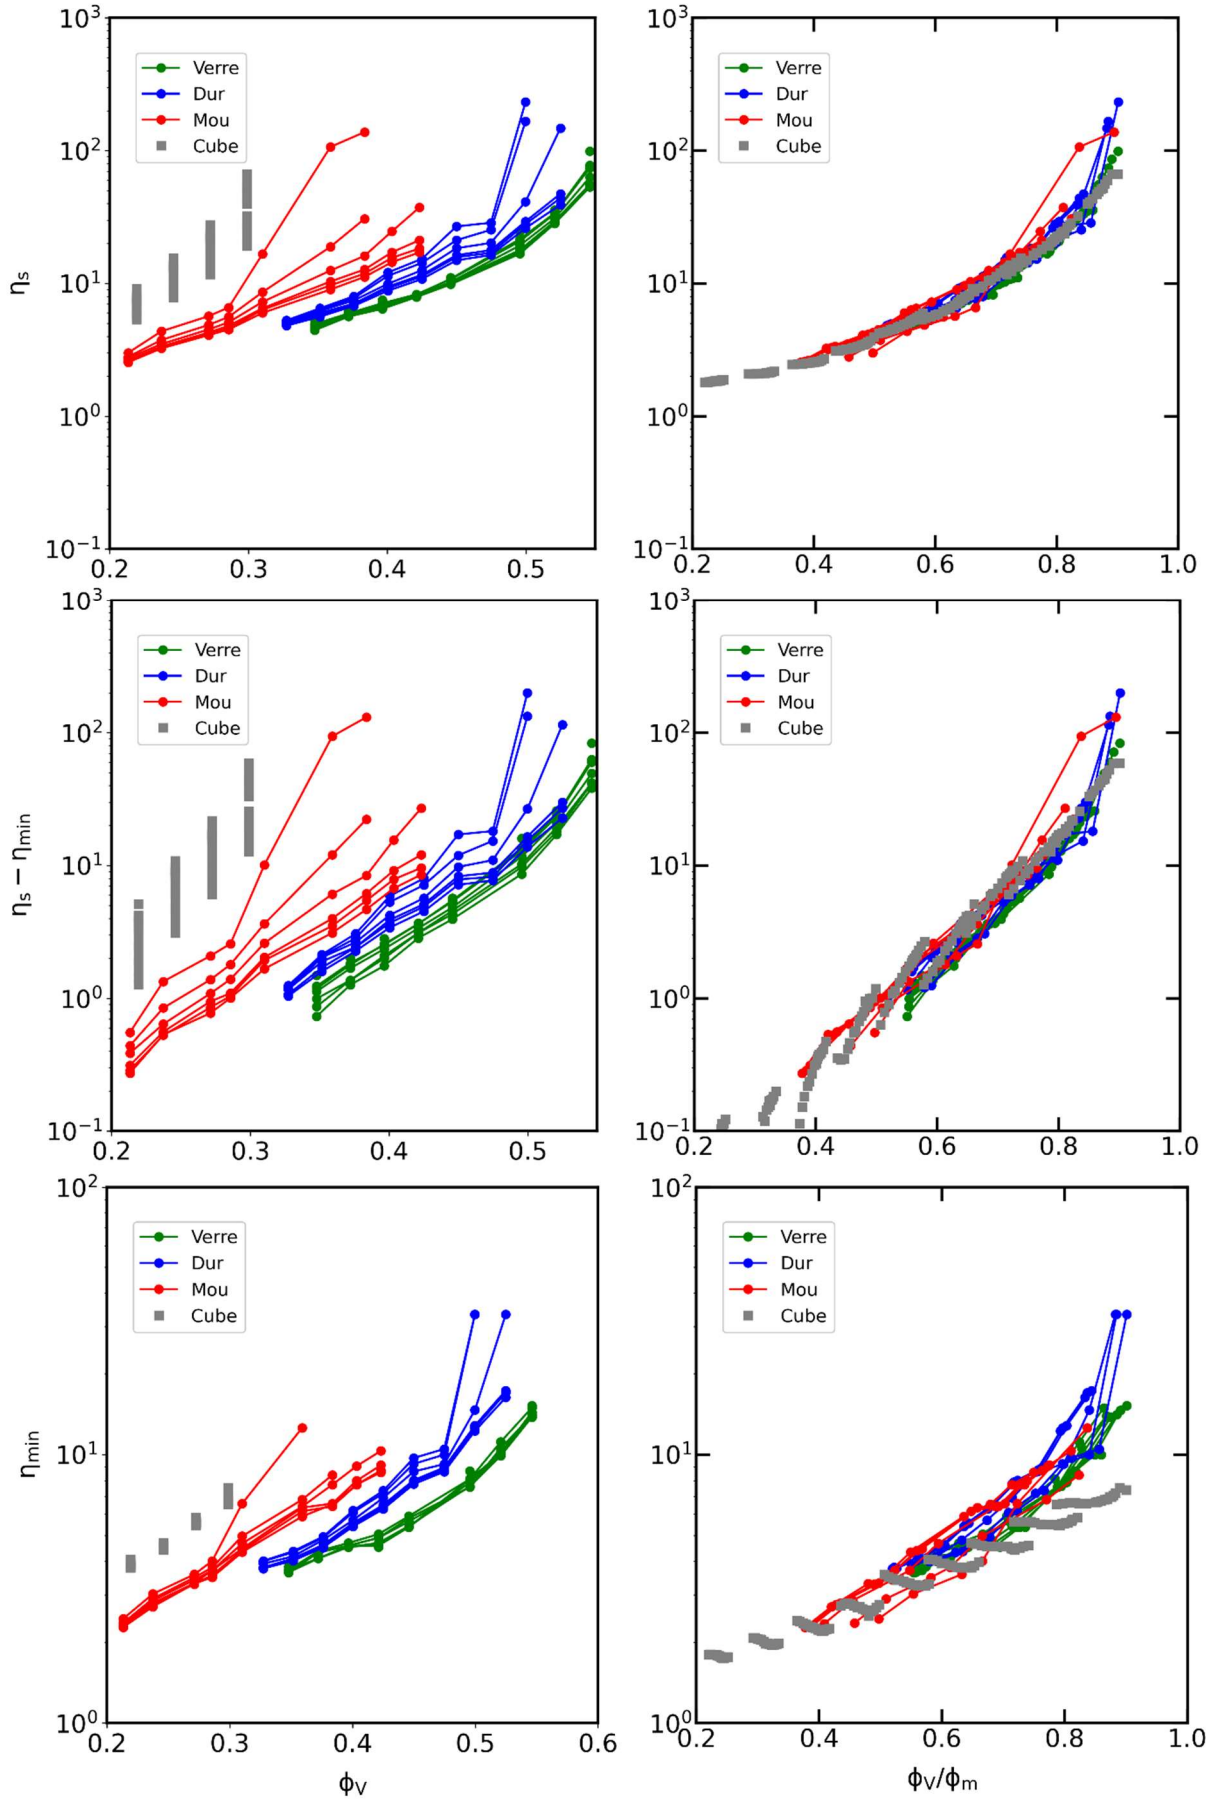 10³
10²
10¹
10⁰
10⁻¹
ηs
Verre
Dur
Mou
Cube
0.2
0.3
0.4
0.5
10³
10²
10¹
10⁰
10⁻¹
Verre
Dur
Mou
Cube
0.2
0.4
0.6
0.8
1.0
10³
10²
10¹
10⁰
10⁻¹
ηs − ηmin
Verre
Dur
Mou
Cube
0.2
0.3
0.4
0.5
10³
10²
10¹
10⁰
10⁻¹
Verre
Dur
Mou
Cube
0.2
0.4
0.6
0.8
1.0
10²
10¹
10⁰
ηmin
Verre
Dur
Mou
Cube
0.2
0.3
0.4
0.5
0.6
ϕV
10²
10¹
10⁰
Verre
Dur
Mou
Cube
0.2
0.4
0.6
0.8
1.0
ϕV/ϕm